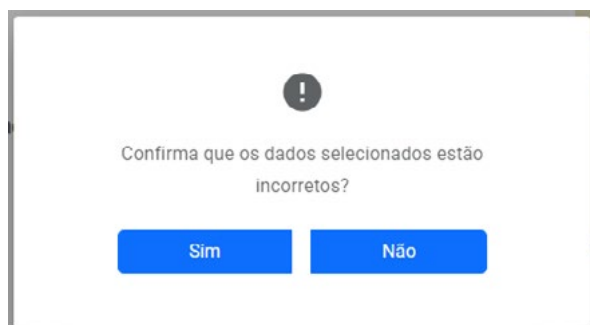 Confirma que os dados selecionados estão
incorretos?
Sim
Não